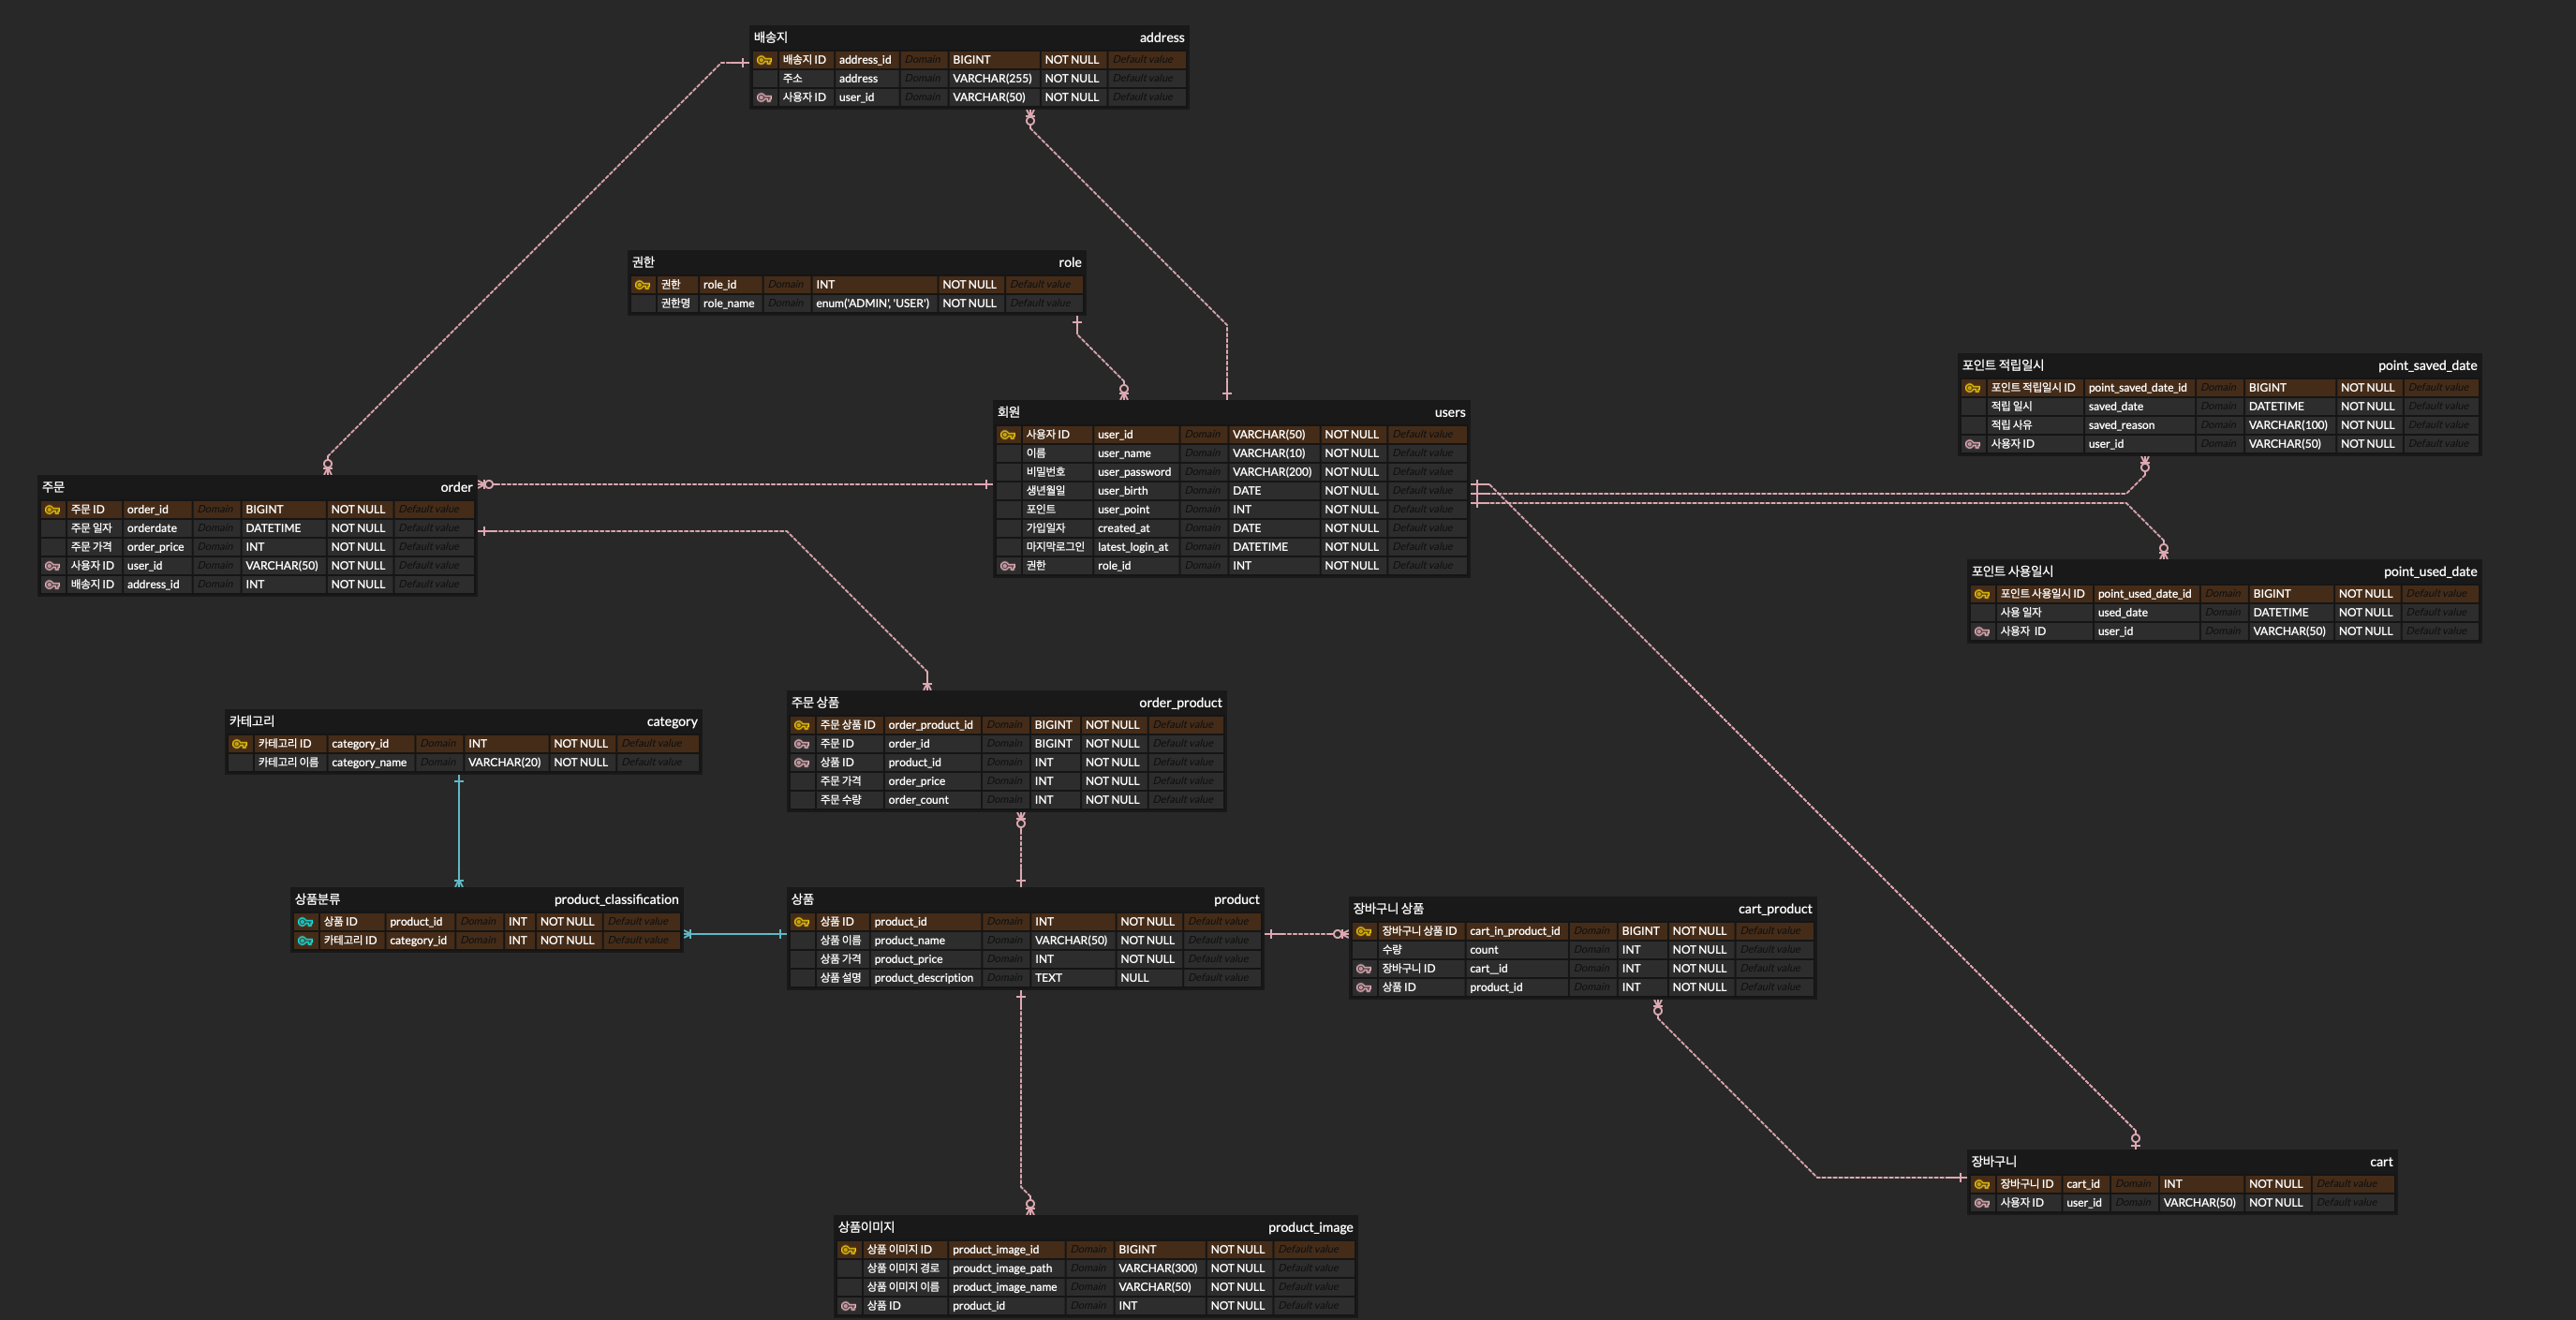 배송지 address
배송지 ID address_id Domain BIGINT NOT NULL Default value
주소 address Domain VARCHAR(255) NOT NULL Default value
사용자 ID user_id Domain VARCHAR(50) NOT NULL Default value
권한 role
권한 role_id Domain INT NOT NULL Default value
권한명 role_name Domain enum('ADMIN', 'USER') NOT NULL Default value
포인트 적립일시 point_saved_date
포인트 적립일시 ID point_saved_date_id Domain BIGINT NOT NULL Default value
적립 일시 saved_date Domain DATETIME NOT NULL Default value
적립 사유 saved_reason Domain VARCHAR(100) NOT NULL Default value
사용자 ID user_id Domain VARCHAR(50) NOT NULL Default value
회원 users
사용자 ID user_id Domain VARCHAR(50) NOT NULL Default value
이름 user_name Domain VARCHAR(10) NOT NULL Default value
비밀번호 user_password Domain VARCHAR(200) NOT NULL Default value
생년월일 user_birth Domain DATE NOT NULL Default value
포인트 user_point Domain INT NOT NULL Default value
가입일자 created_at Domain DATE NOT NULL Default value
마지막로그인 latest_login_at Domain DATETIME NOT NULL Default value
권한 role_id Domain INT NOT NULL Default value
주문 order
주문 ID order_id Domain BIGINT NOT NULL Default value
주문 일자 orderdate Domain DATETIME NOT NULL Default value
주문 가격 order_price Domain INT NOT NULL Default value
사용자 ID user_id Domain VARCHAR(50) NOT NULL Default value
배송지 ID address_id Domain INT NOT NULL Default value
포인트 사용일시 point_used_date
포인트 사용일시 ID point_used_date_id Domain BIGINT NOT NULL Default value
사용 일자 used_date Domain DATETIME NOT NULL Default value
사용자 ID user_id Domain VARCHAR(50) NOT NULL Default value
주문 상품 order_product
주문 상품 ID order_product_id Domain BIGINT NOT NULL Default value
주문 ID order_id Domain BIGINT NOT NULL Default value
상품 ID product_id Domain INT NOT NULL Default value
주문 가격 order_price Domain INT NOT NULL Default value
주문 수량 order_count Domain INT NOT NULL Default value
카테고리 category
카테고리 ID category_id Domain INT NOT NULL Default value
카테고리 이름 category_name Domain VARCHAR(20) NOT NULL Default value
상품분류 product_classification
상품 ID product_id Domain INT NOT NULL Default value
카테고리 ID category_id Domain INT NOT NULL Default value
상품 product
상품 ID product_id Domain INT NOT NULL Default value
상품 이름 product_name Domain VARCHAR(50) NOT NULL Default value
상품 가격 product_price Domain INT NOT NULL Default value
상품 설명 product_description Domain TEXT NULL Default value
장바구니 상품 cart_product
장바구니 상품 ID cart_in_product_id Domain BIGINT NOT NULL Default value
수량 count Domain INT NOT NULL Default value
장바구니 ID cart__id Domain INT NOT NULL Default value
상품 ID product_id Domain INT NOT NULL Default value
장바구니 cart
장바구니 ID cart_id Domain INT NOT NULL Default value
사용자 ID user_id Domain VARCHAR(50) NOT NULL Default value
상품이미지 product_image
상품 이미지 ID product_image_id Domain BIGINT NOT NULL Default value
상품 이미지 경로 proudct_image_path Domain VARCHAR(300) NOT NULL Default value
상품 이미지 이름 product_image_name Domain VARCHAR(50) NOT NULL Default value
상품 ID product_id Domain INT NOT NULL Default value